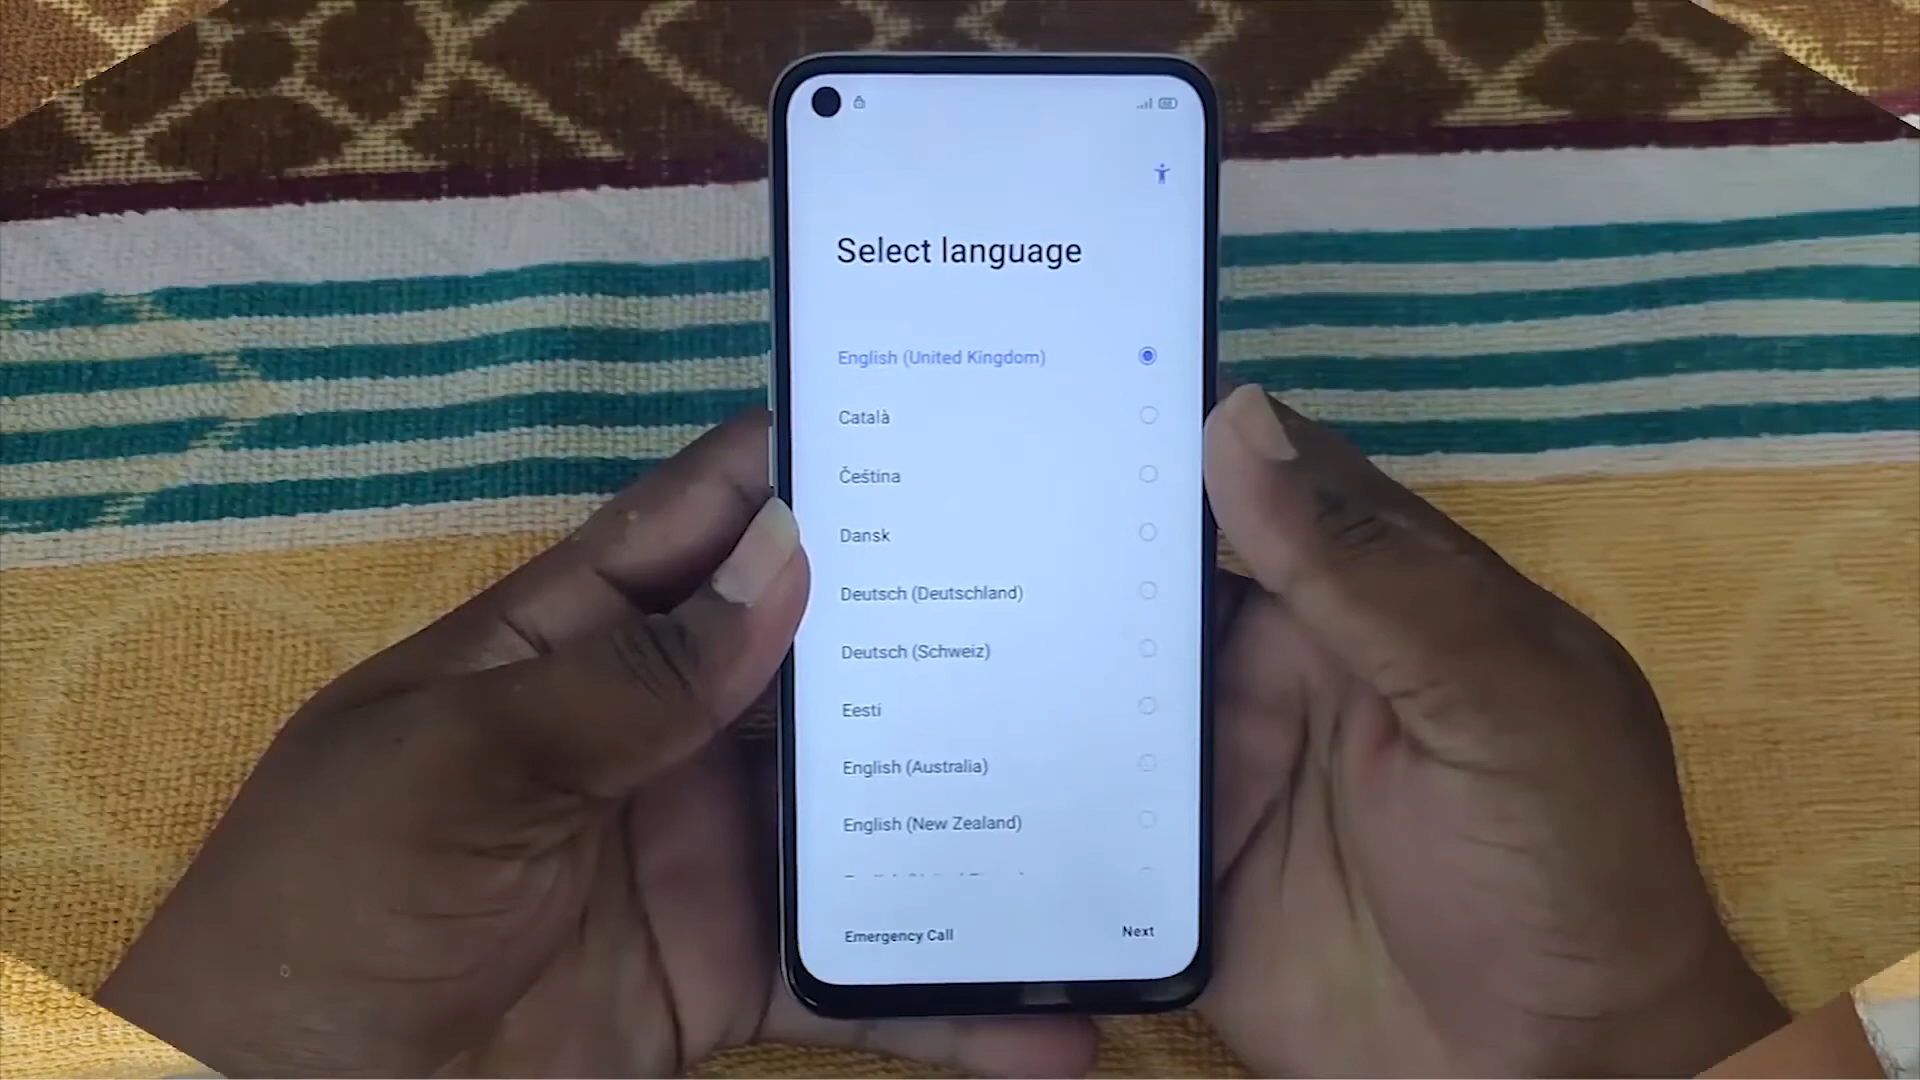 Select language
English (United Kingdom)
Català
Čeština
Dansk
Deutsch (Deutschland)
Deutsch (Schweiz)
Eesti
English (Australia)
English (New Zealand)
Emergency Call
Next